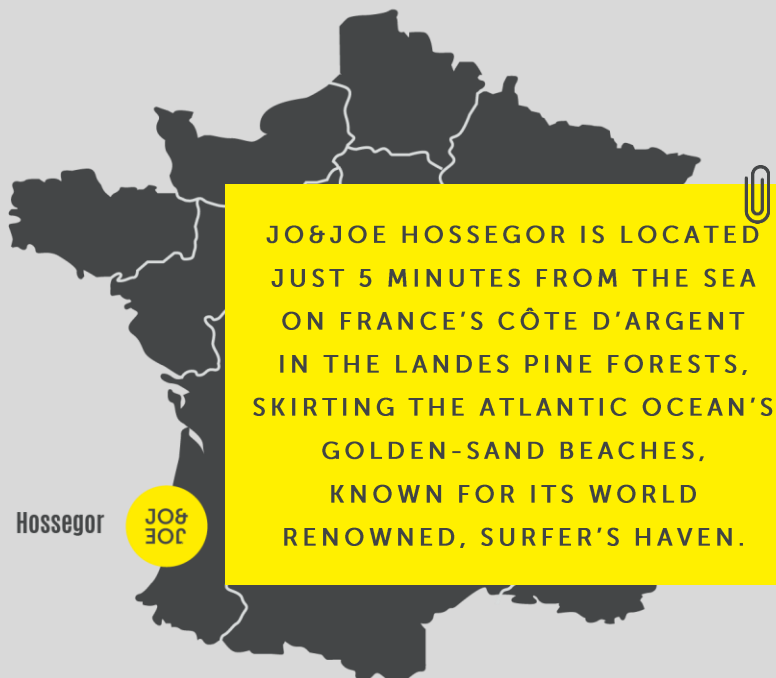 JO&JOE HOSSEGOR IS LOCATED
JUST 5 MINUTES FROM THE SEA
ON FRANCE'S CÔTE D'ARGENT
IN THE LANDES PINE FORESTS,
SKIRTING THE ATLANTIC OCEAN'S
GOLDEN-SAND BEACHES,
KNOWN FOR ITS WORLD
RENOWNED, SURFER'S HAVEN.
Hossegor
JO&
JOE